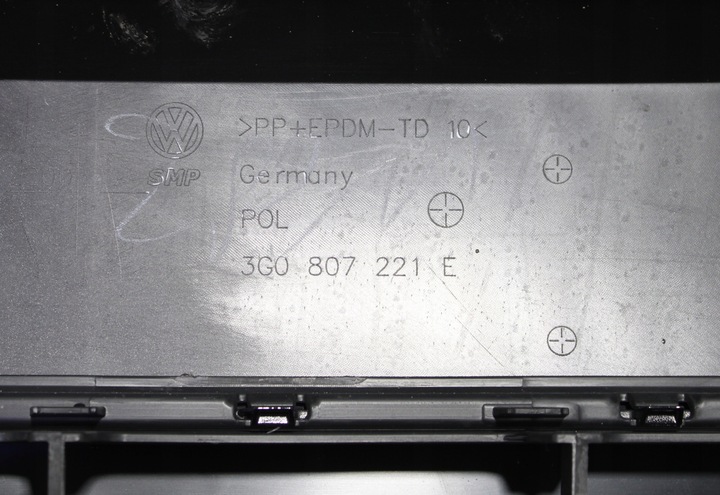 >PP+EPDM-TD 10<
SMP
Germany
POL
3G0 807 221 E